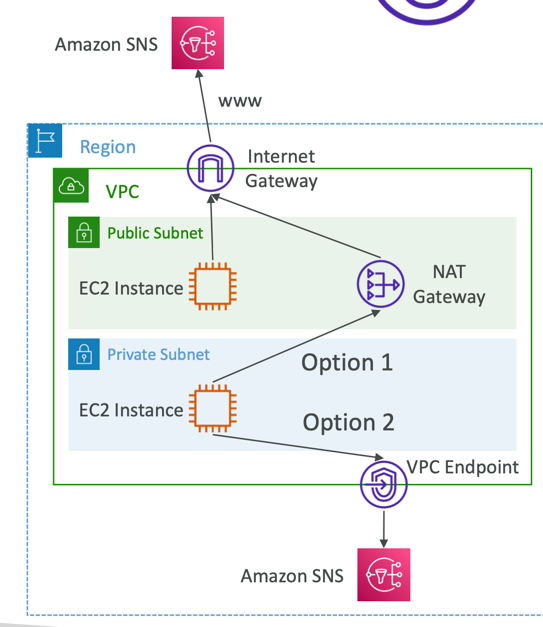 Amazon SNS
www
Region
Internet
Gateway
VPC
Public Subnet
EC2 Instance
NAT
Gateway
Private Subnet
Option 1
EC2 Instance
Option 2
VPC Endpoint
Amazon SNS